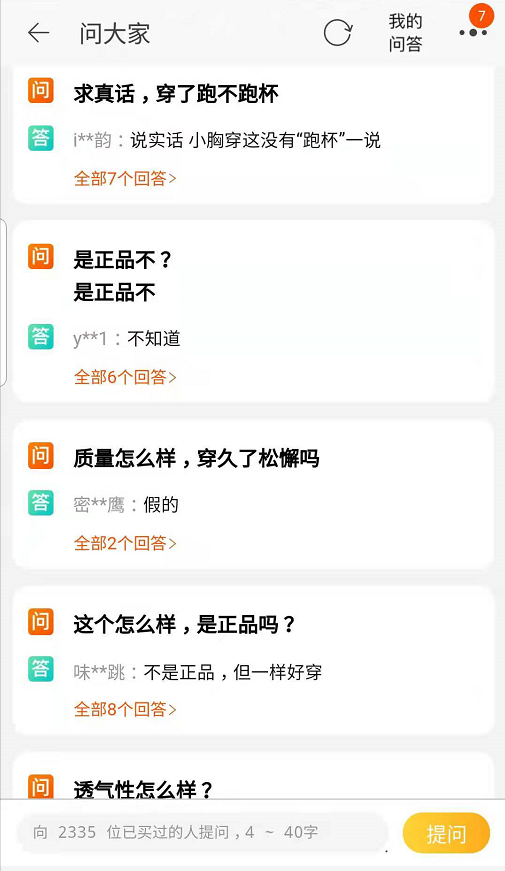 问大家
我的
问答
7
问 求真话，穿了跑不跑杯
答 i**韵：说实话 小胸穿这没有“跑杯”一说
全部7个回答>
问 是正品不？
是正品不
答 y**1：不知道
全部6个回答>
问 质量怎么样，穿久了松懈吗
答 密**鹰：假的
全部2个回答>
问 这个怎么样，是正品吗？
答 味**跳：不是正品，但一样好穿
全部8个回答>
问 透气性怎么样？
向 2335 位已买过的人提问，4 ~ 40字
提问